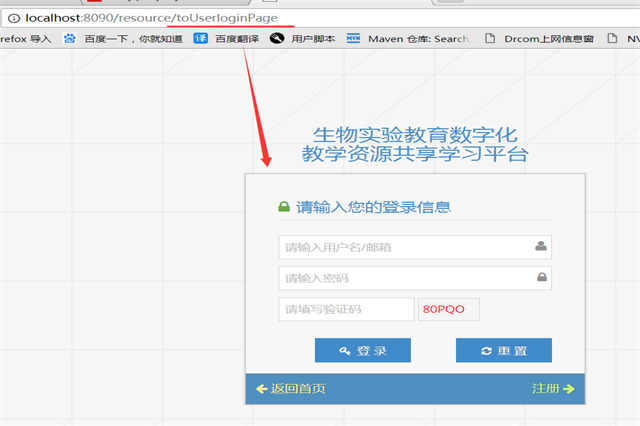 localhost:8090/resource/toUserloginPage
refox 导入 百度一下，你就知道 译 百度翻译 用户脚本 MVN Maven 仓库: Search. Drcom上网信息窗 NV
生物实验教育数字化
教学资源共享学习平台
请输入您的登录信息
请输入用户名/邮箱
请输入密码
请填写验证码 80PQO
登 录 重 置
返回首页 注册